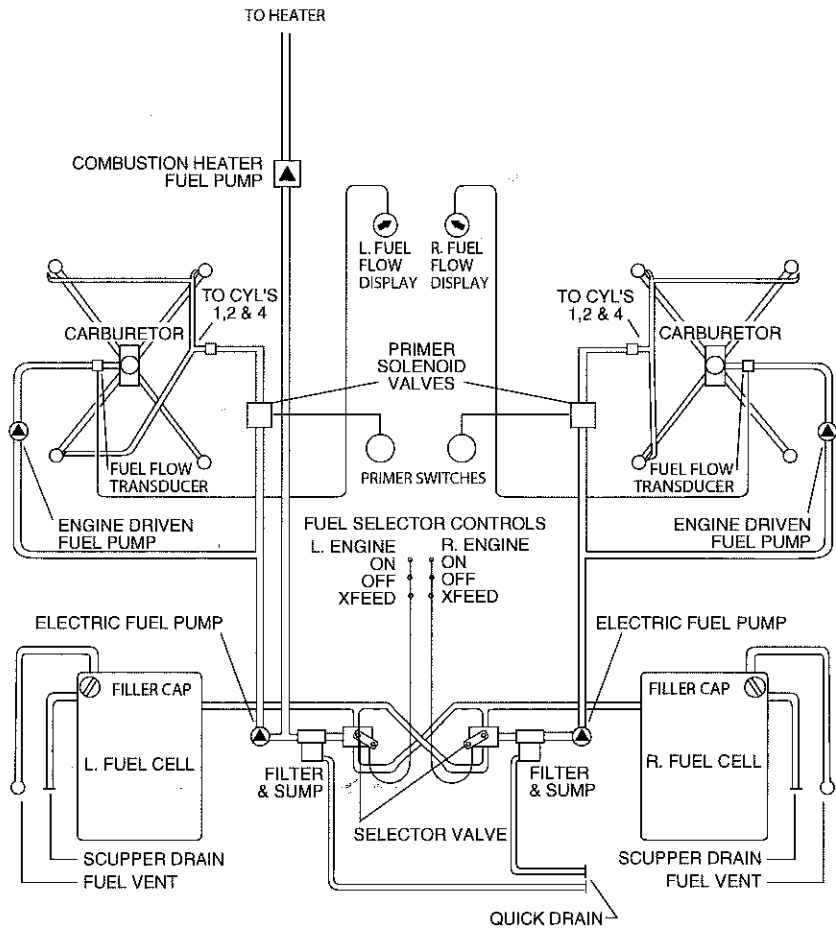 TO HEATER
COMBUSTION HEATER
FUEL PUMP
L. FUEL
FLOW
DISPLAY
R. FUEL
FLOW
DISPLAY
TO CYL'S
1,2 & 4
CARBURETOR
PRIMER
SOLENOID
VALVES
TO CYL'S
1,2 & 4
CARBURETOR
FUEL FLOW
TRANSDUCER
PRIMER SWITCHES
FUEL FLOW
TRANSDUCER
ENGINE DRIVEN
FUEL PUMP
FUEL SELECTOR CONTROLS
L. ENGINE
ON
OFF
XFEED
R. ENGINE
ON
OFF
XFEED
ENGINE DRIVEN
FUEL PUMP
ELECTRIC FUEL PUMP
ELECTRIC FUEL PUMP
FILLER CAP
L. FUEL CELL
FILTER
& SUMP
SELECTOR VALVE
FILTER
& SUMP
FILLER CAP
R. FUEL CELL
SCUPPER DRAIN
FUEL VENT
SCUPPER DRAIN
FUEL VENT
QUICK DRAIN